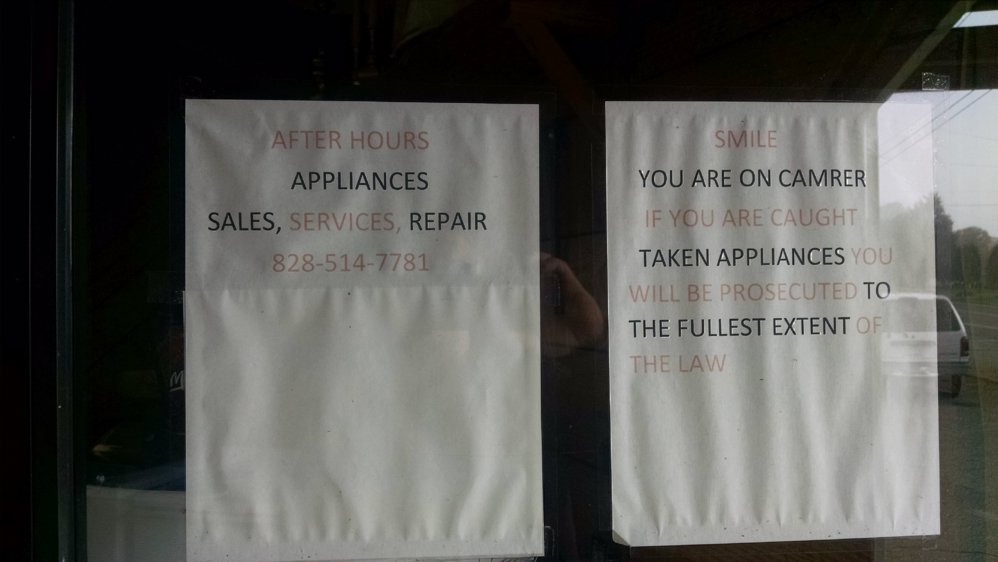 AFTER HOURS
APPLIANCES
SALES, SERVICES, REPAIR
828-514-7781
SMILE
YOU ARE ON CAMRER
IF YOU ARE CAUGHT
TAKEN APPLIANCES YOU
WILL BE PROSECUTED TO
THE FULLEST EXTENT OF
THE LAW